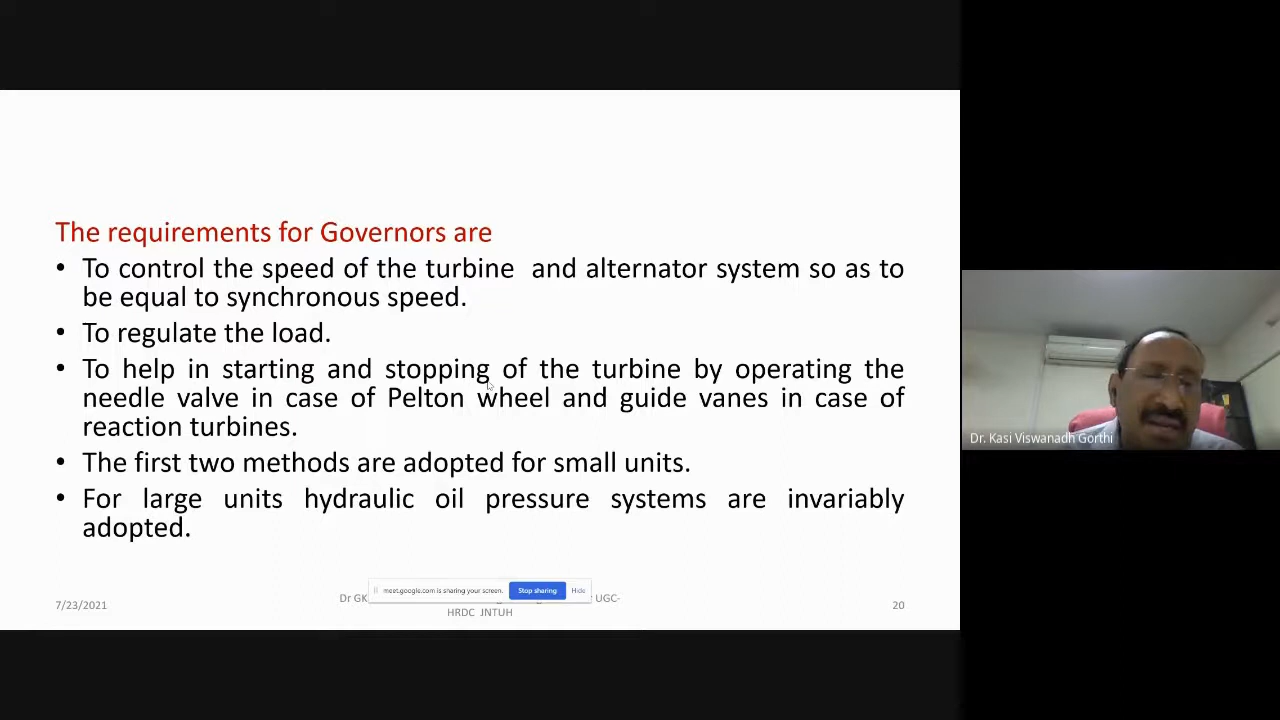 The requirements for Governors are
• To control the speed of the turbine and alternator system so as to
be equal to synchronous speed.
• To regulate the load.
• To help in starting and stopping of the turbine by operating the
needle valve in case of Pelton wheel and guide vanes in case of
reaction turbines.
• The first two methods are adopted for small units.
• For large units hydraulic oil pressure systems are invariably
adopted.
Dr. Kasi Viswanadh Gorthi
meet.google.com is sharing your screen. Stop sharing Hide
7/23/2021 Dr UGC- 20
HRDC JNTUH